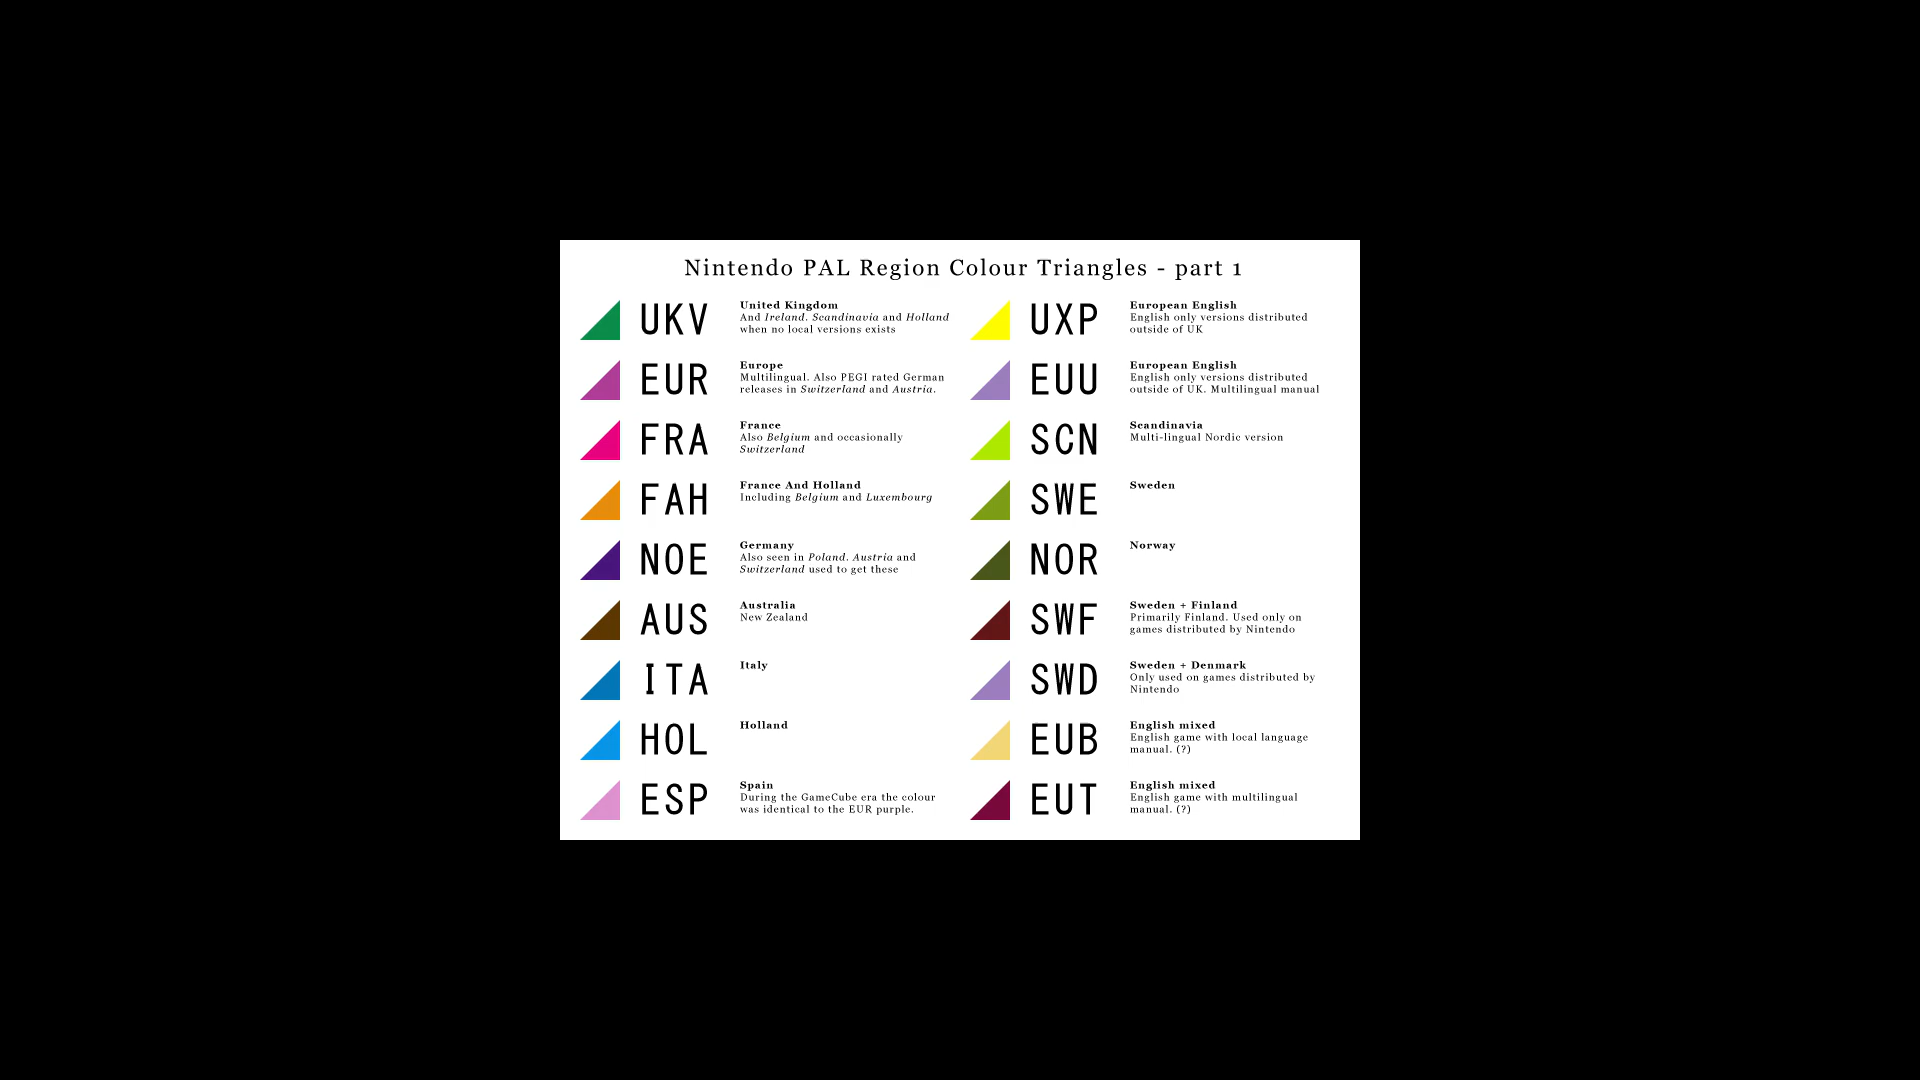 Nintendo PAL Region Colour Triangles - part 1
UKV
United Kingdom
And Ireland. Scandinavia and Holland
when no local versions exists
EUR
Europe
Multilingual. Also PEGI rated German
releases in Switzerland and Austria.
FRA
France
Also Belgium and occasionally
Switzerland
FAH
France And Holland
Including Belgium and Luxembourg
NOE
Germany
Also seen in Poland. Austria and
Switzerland used to get these
AUS
Australia
New Zealand
ITA
Italy
HOL
Holland
ESP
Spain
During the GameCube era the colour
was identical to the EUR purple.
UXP
European English
English only versions distributed
outside of UK
EUU
European English
English only versions distributed
outside of UK. Multilingual manual
SCN
Scandinavia
Multi-lingual Nordic version
SWE
Sweden
NOR
Norway
SWF
Sweden + Finland
Primarily Finland. Used only on
games distributed by Nintendo
SWD
Sweden + Denmark
Only used on games distributed by
Nintendo
EUB
English mixed
English game with local language
manual. (?)
EUT
English mixed
English game with multilingual
manual. (?)